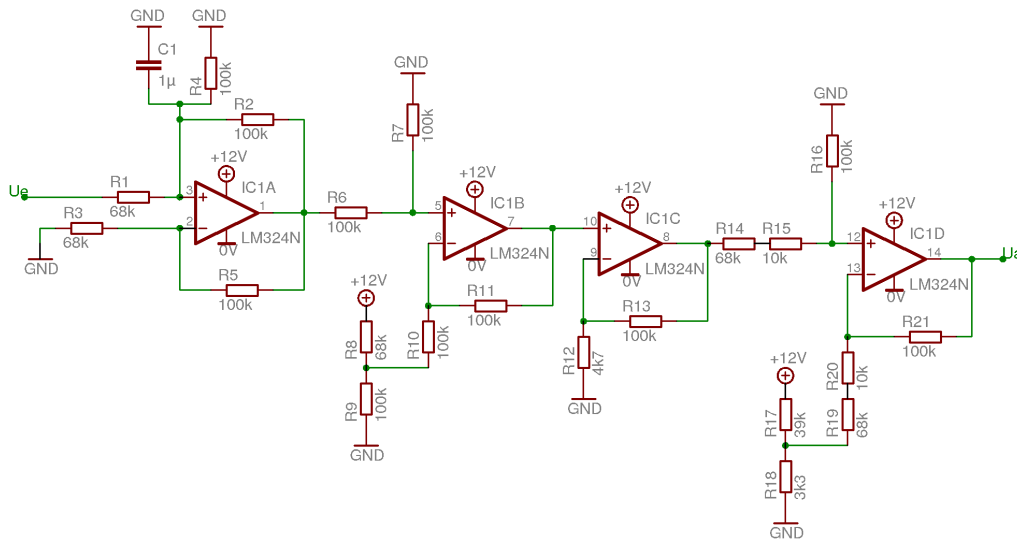 GND
GND
C1
1µ
R4
100k
R2
100k
+12V
IC1A
Ue
R1
68k
3
2
1
R3
68k
GND
LM324N
0V
R5
100k
GND
R7
100k
R6
100k
+12V
IC1B
5
6
7
LM324N
0V
+12V
R8
68k
R9
100k
GND
R10
100k
R11
100k
+12V
IC1C
10
9
8
LM324N
0V
R13
100k
R12
4k7
GND
R14
68k
R15
10k
GND
R16
100k
+12V
IC1D
12
13
14
LM324N
0V
R21
100k
+12V
R17
39k
R18
3k3
GND
R20
10k
R19
68k